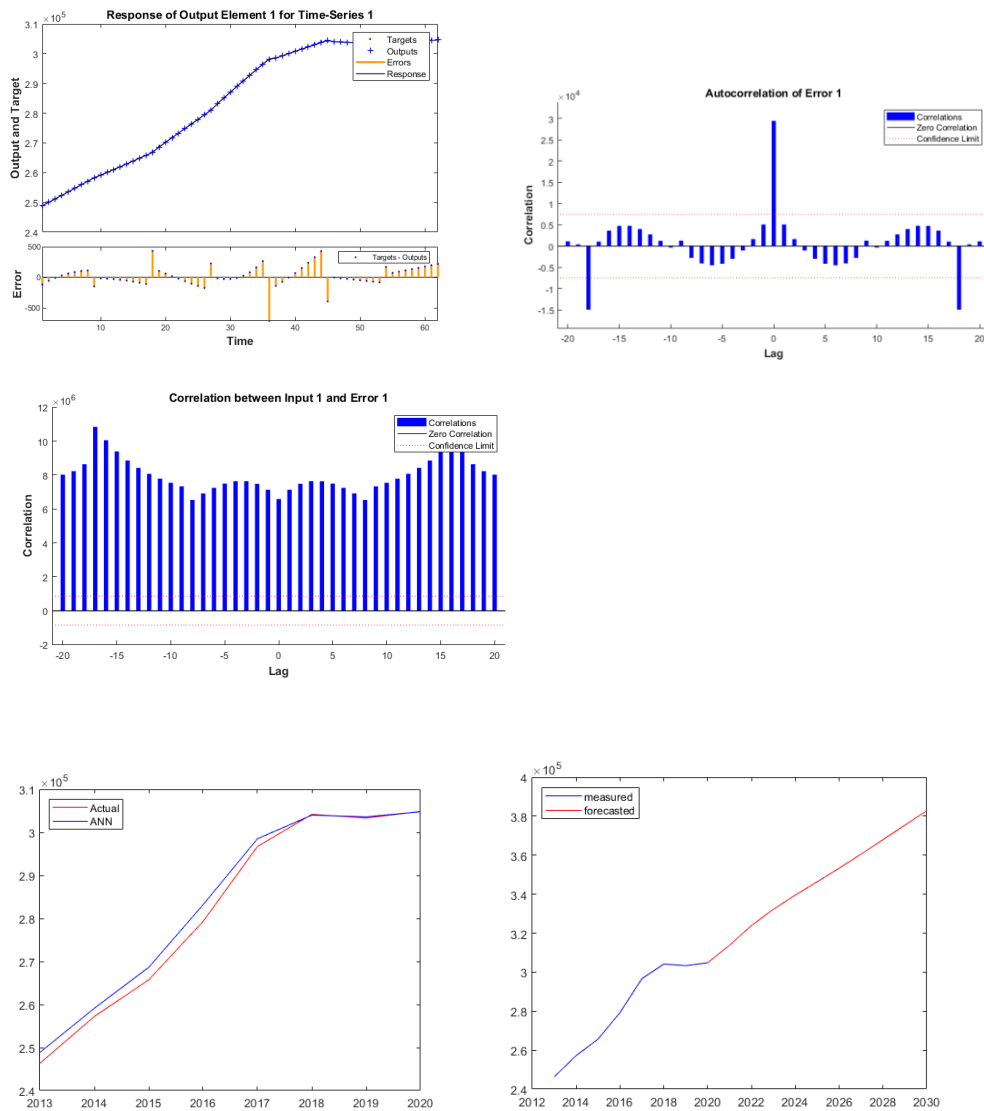 Response of Output Element 1 for Time-Series 1
×10^5
3.1
3
2.9
2.8
2.7
2.6
2.5
2.4
Output and Target
Targets
Outputs
Errors
Response
500
0
-500
Error
Targets - Outputs
10 20 30 40 50 60
Time
Autocorrelation of Error 1
×10^4
3
2.5
2
1.5
1
0.5
0
-0.5
-1
-1.5
Correlation
Correlations
Zero Correlation
Confidence Limit
-20 -15 -10 -5 0 5 10 15 20
Lag
Correlation between Input 1 and Error 1
×10^6
12
10
8
6
4
2
0
-2
Correlation
Correlations
Zero Correlation
Confidence Limit
-20 -15 -10 -5 0 5 10 15 20
Lag
×10^5
3.1
3
2.9
2.8
2.7
2.6
2.5
2.4
Actual
ANN
2013 2014 2015 2016 2017 2018 2019 2020
×10^5
4
3.8
3.6
3.4
3.2
3
2.8
2.6
2.4
measured
forecasted
2012 2014 2016 2018 2020 2022 2024 2026 2028 2030